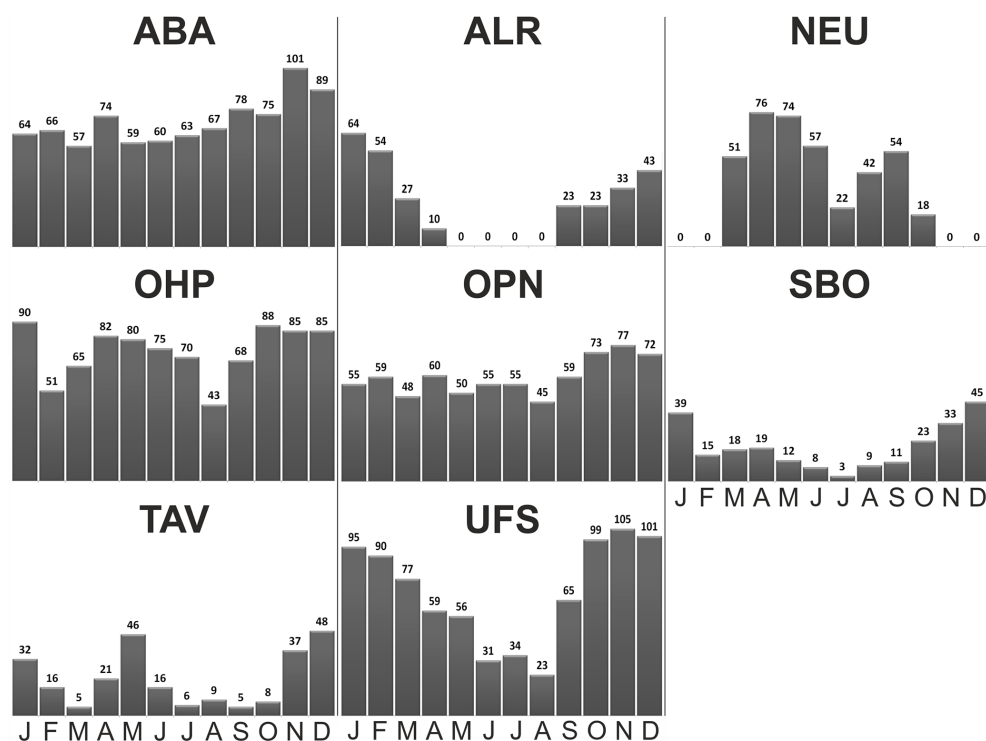 ABA
64 66 57 74 59 60 63 67 78 75 101 89
ALR
64 54 27 10 0 0 0 0 23 23 33 43
NEU
0 0 51 76 74 57 22 42 54 18 0 0
OHP
90 51 65 82 80 75 70 43 68 88 85 85
OPN
55 59 48 60 50 55 55 45 59 73 77 72
SBO
39 15 18 19 12 8 3 9 11 23 33 45
J F M A M J J A S O N D
TAV
32 16 5 21 46 16 6 9 5 8 37 48
J F M A M J J A S O N D
UFS
95 90 77 59 56 31 34 23 65 99 105 101
J F M A M J J A S O N D